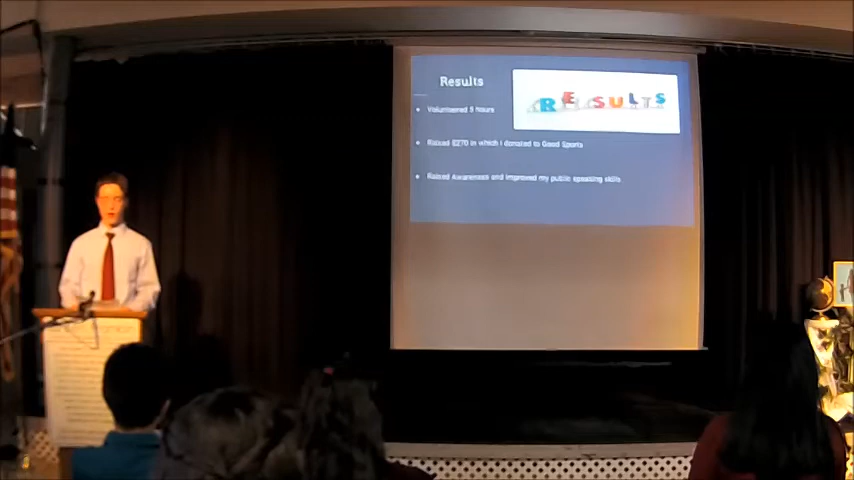 Results
RESULTS
Volunteered 5 hours
Raised $270 in which I donated to Good Sports
Raised Awareness and improved my public speaking skills